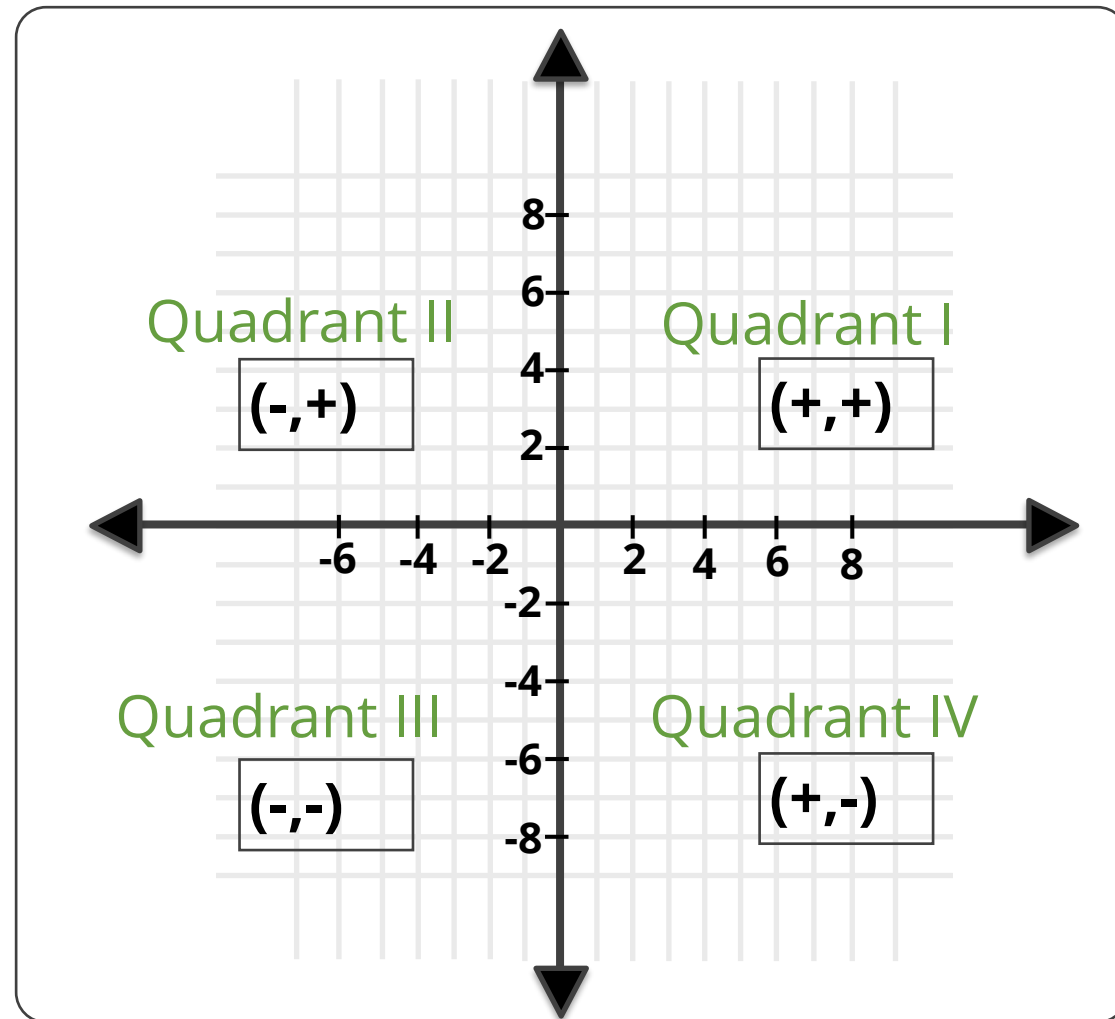 8
6
Quadrant II
Quadrant I
4
(-,+)
(+,+)
2
-6 -4 -2 2 4 6 8
-2
-4
Quadrant III
Quadrant IV
-6
(-,-)
(+,-)
-8